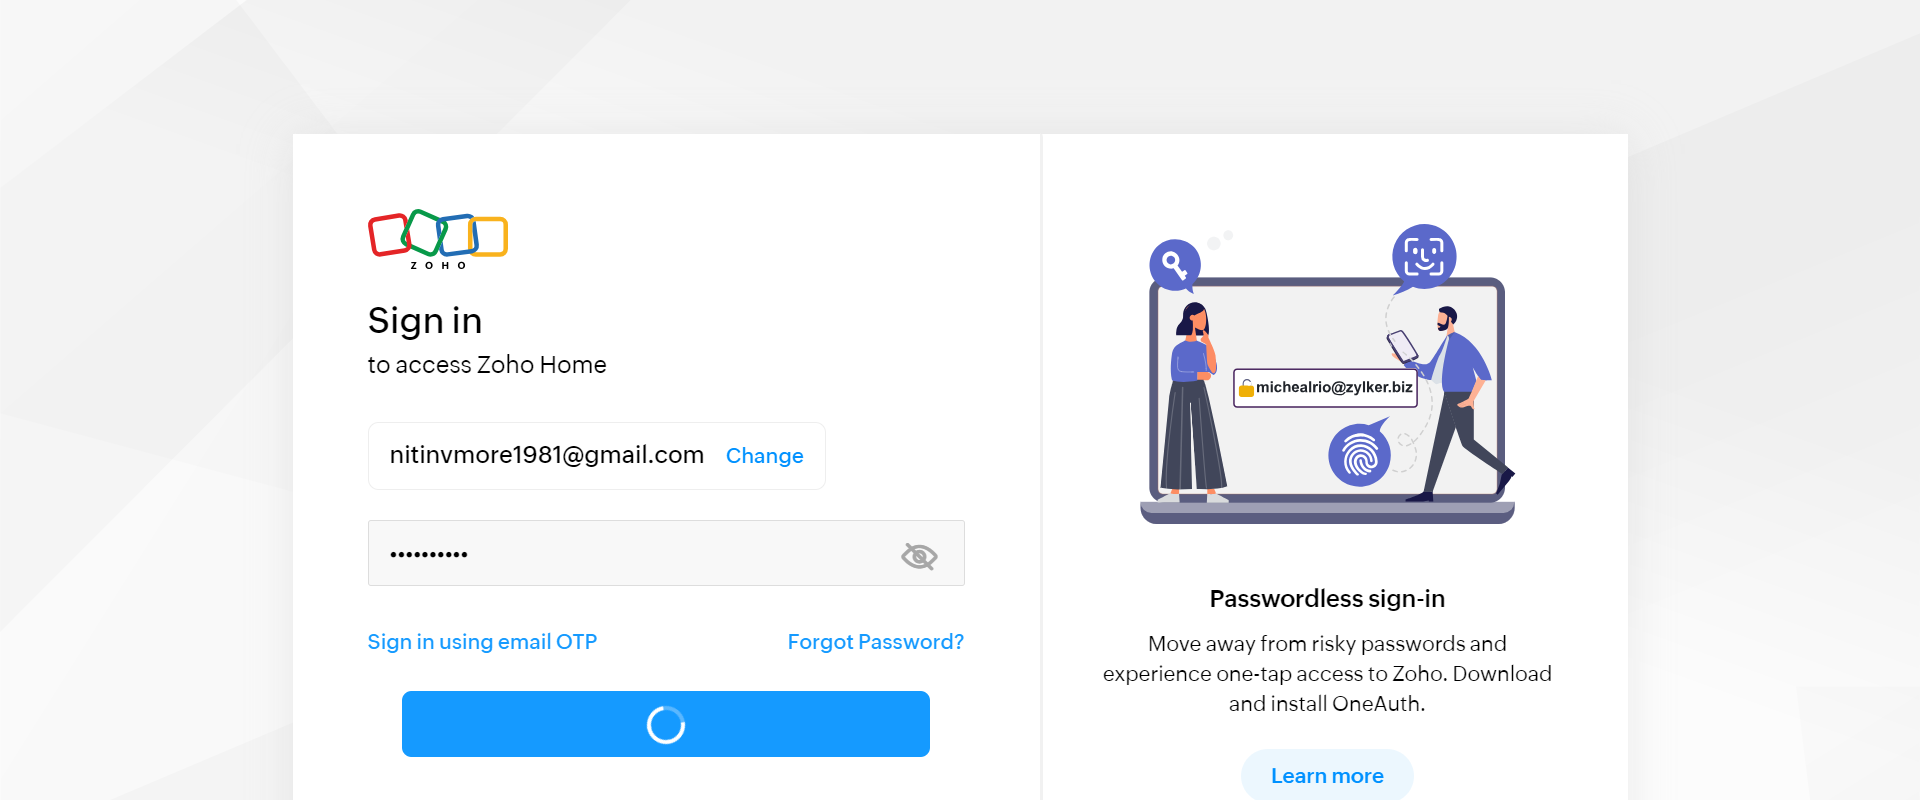 ZOHO
Sign in
to access Zoho Home
nitinvmore1981@gmail.com Change
••••••••••
Sign in using email OTP Forgot Password?
michealrio@zylker.biz
Passwordless sign-in
Move away from risky passwords and
experience one-tap access to Zoho. Download
and install OneAuth.
Learn more